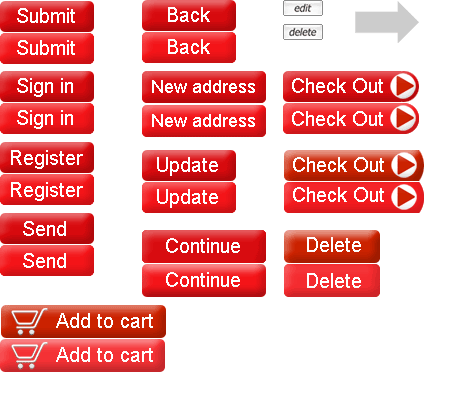 Submit
Submit
Back
Back
edit
delete
Sign in
Sign in
New address
New address
Check Out
Check Out
Register
Register
Update
Update
Check Out
Check Out
Send
Send
Continue
Continue
Delete
Delete
Add to cart
Add to cart